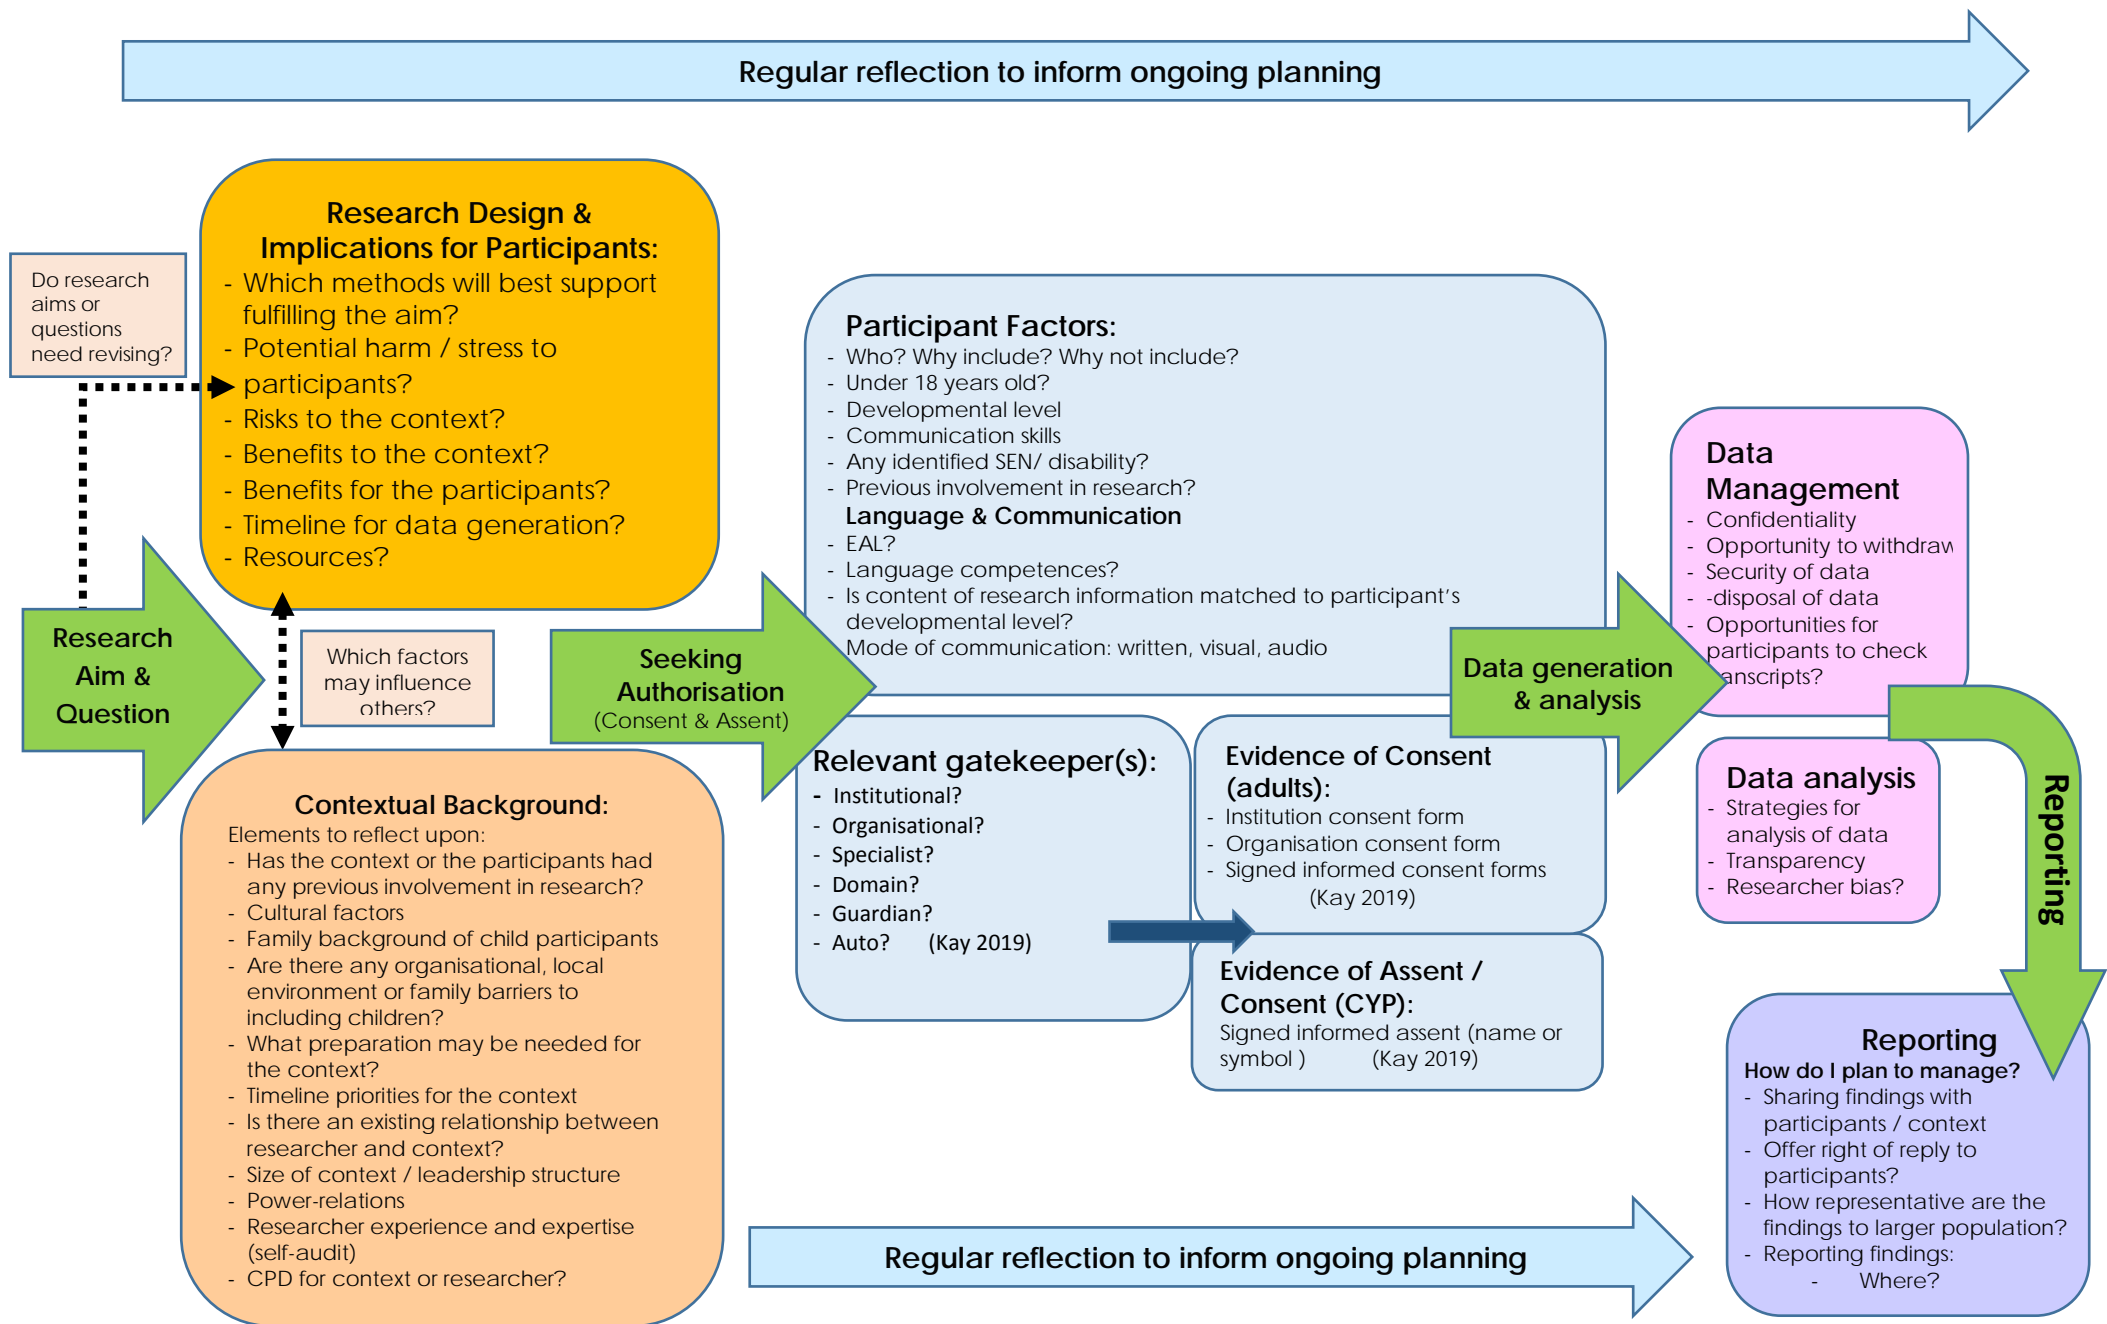 Regular reflection to inform ongoing planning
Do research
aims or
questions
need revising?
Research Design &
Implications for Participants:
- Which methods will best support
fulfilling the aim?
- Potential harm / stress to
participants?
- Risks to the context?
- Benefits to the context?
- Benefits for the participants?
- Timeline for data generation?
- Resources?
Research
Aim &
Question
Which factors
may influence
others?
Contextual Background:
Elements to reflect upon:
- Has the context or the participants had
any previous involvement in research?
- Cultural factors
- Family background of child participants
- Are there any organisational, local
environment or family barriers to
including children?
- What preparation may be needed for
the context?
- Timeline priorities for the context
- Is there an existing relationship between
researcher and context?
- Size of context / leadership structure
- Power-relations
- Researcher experience and expertise
(self-audit)
- CPD for context or researcher?
Seeking
Authorisation
(Consent & Assent)
Participant Factors:
- Who? Why include? Why not include?
- Under 18 years old?
- Developmental level
- Communication skills
- Any identified SEN/ disability?
- Previous involvement in research?
Language & Communication
- EAL?
- Language competences?
- Is content of research information matched to participant's
developmental level?
Mode of communication: written, visual, audio
Relevant gatekeeper(s):
- Institutional?
- Organisational?
- Specialist?
- Domain?
- Guardian?
- Auto? (Kay 2019)
Evidence of Consent
(adults):
- Institution consent form
- Organisation consent form
- Signed informed consent forms
(Kay 2019)
Evidence of Assent /
Consent (CYP):
Signed informed assent (name or
symbol ) (Kay 2019)
Data generation
& analysis
Data
Management
- Confidentiality
- Opportunity to withdraw
- Security of data
- -disposal of data
- Opportunities for
participants to check
anscripts?
Data analysis
- Strategies for
analysis of data
- Transparency
- Researcher bias?
Reporting
Reporting
How do I plan to manage?
- Sharing findings with
participants / context
- Offer right of reply to
participants?
- How representative are the
findings to larger population?
- Reporting findings:
- Where?
Regular reflection to inform ongoing planning